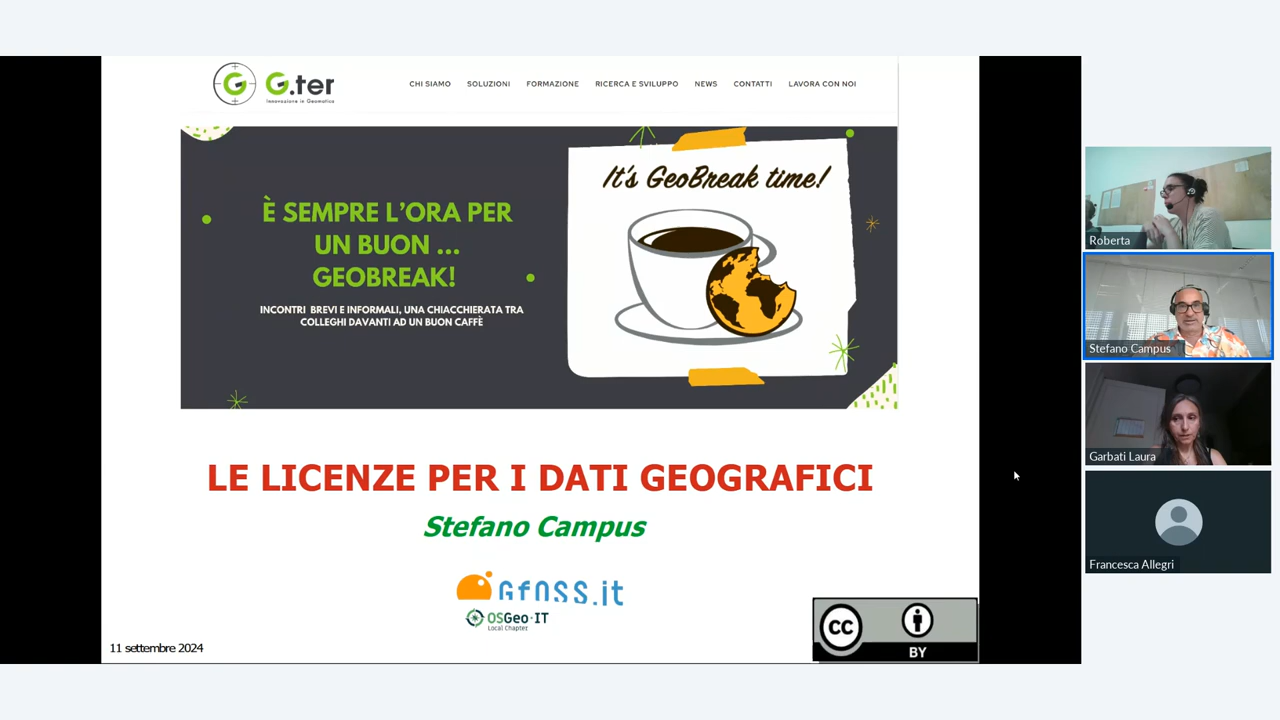 G G.ter
Innovazione in Geomatica
CHI SIAMO SOLUZIONI FORMAZIONE RICERCA E SVILUPPO NEWS CONTATTI LAVORA CON NOI
È SEMPRE L'ORA PER
UN BUON ...
GEOBREAK!
INCONTRI BREVI E INFORMALI, UNA CHIACCHIERATA TRA
COLLEGHI DAVANTI AD UN BUON CAFFÈ
It's GeoBreak time!
LE LICENZE PER I DATI GEOGRAFICI
Stefano Campus
GFOSS.it
OSGeo·IT
Local Chapter
11 settembre 2024
CC
BY
Roberta
Stefano Campus
Garbati Laura
Francesca Allegri